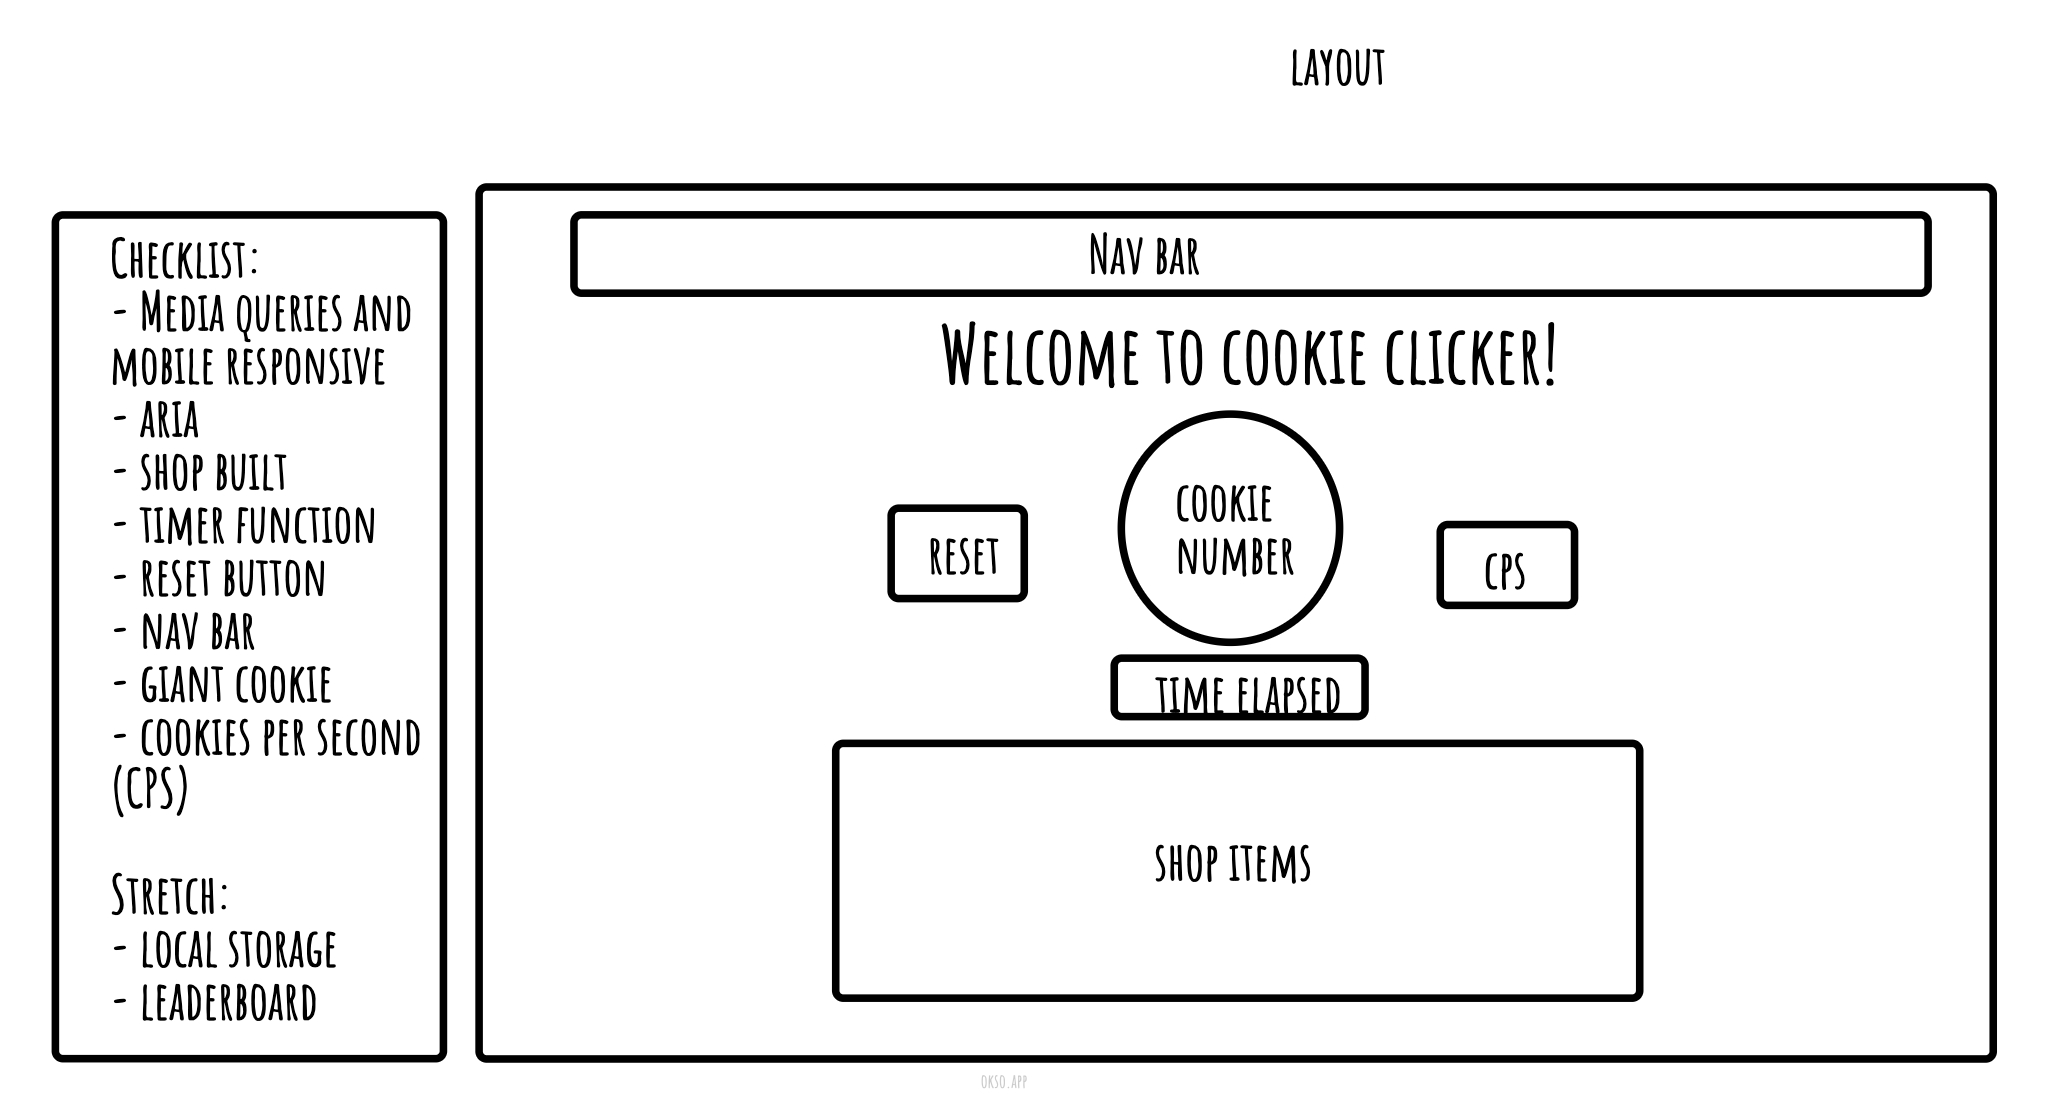 LAYOUT
CHECKLIST:
- MEDIA QUERIES AND
MOBILE RESPONSIVE
- ARIA
- SHOP BUILT
- TIMER FUNCTION
- RESET BUTTON
- NAV BAR
- GIANT COOKIE
- COOKIES PER SECOND
(CPS)
STRETCH:
- LOCAL STORAGE
- LEADERBOARD
NAV BAR
WELCOME TO COOKIE CLICKER!
COOKIE
NUMBER
RESET
CPS
TIME ELAPSED
SHOP ITEMS
OKSO.APP